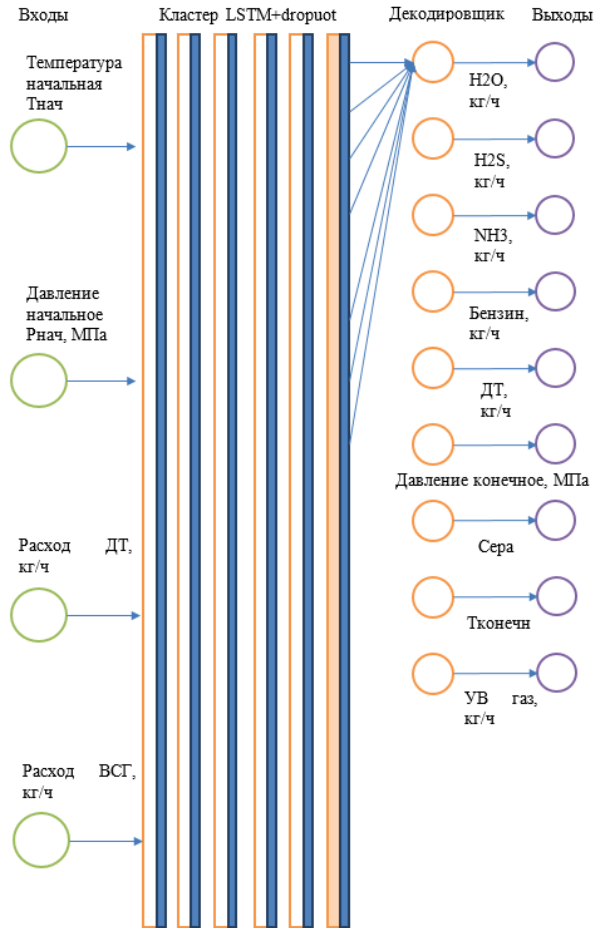 Входы
Кластер LSTM+dropuot
Декодировщик
Выходы
Температура
начальная
Тнач
Давление
начальное
Рнач, МПа
Расход ДТ,
кг/ч
Расход ВСГ,
кг/ч
H2O,
кг/ч
H2S,
кг/ч
NH3,
кг/ч
Бензин,
кг/ч
ДТ,
кг/ч
Давление конечное, МПа
Сера
Тконечн
УВ газ,
кг/ч